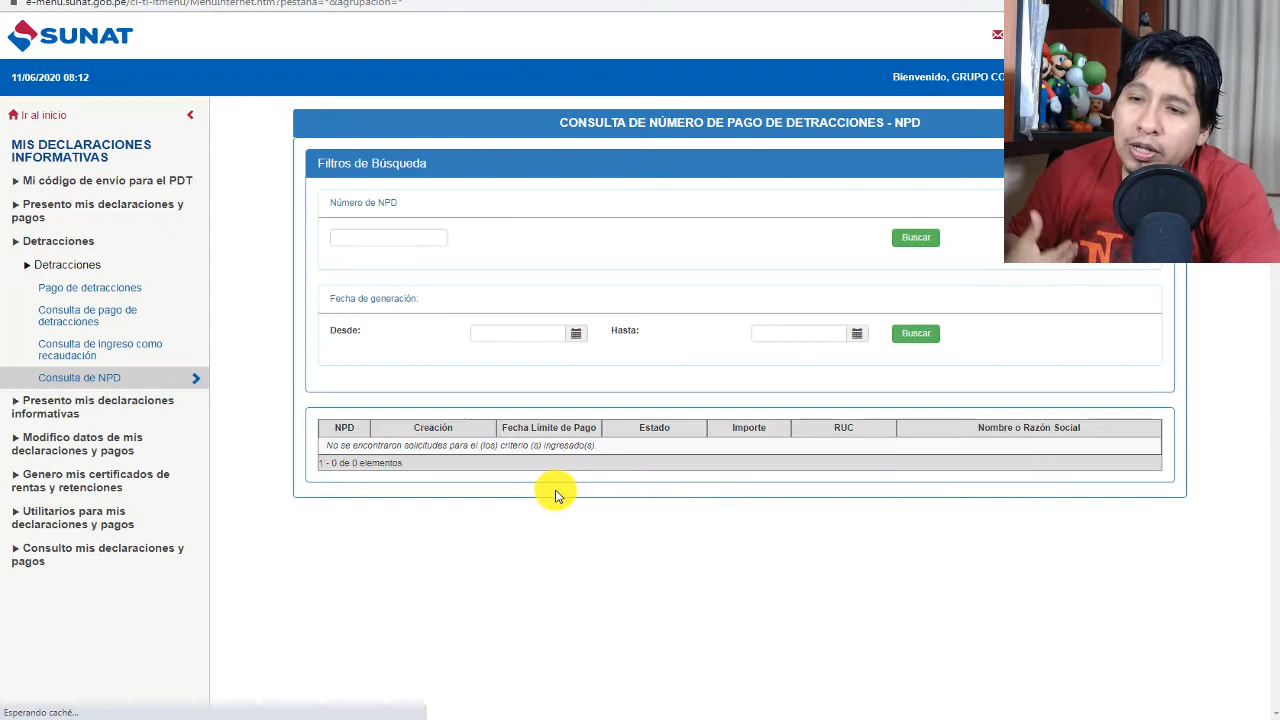 e-menu.sunat.gob.pe/cl-ti-itmenu/MenuInternet.htm?pestana=*&agrupacion=*
SUNAT
11/06/2020 08:12
Bienvenido, GRUPO CO
Ir al inicio
MIS DECLARACIONES
INFORMATIVAS
Mi código de envío para el PDT
Presento mis declaraciones y
pagos
Detracciones
Detracciones
Pago de detracciones
Consulta de pago de
detracciones
Consulta de ingreso como
recaudación
Consulta de NPD
Presento mis declaraciones
informativas
Modifico datos de mis
declaraciones y pagos
Genero mis certificados de
rentas y retenciones
Utilitarios para mis
declaraciones y pagos
Consulto mis declaraciones y
pagos
CONSULTA DE NÚMERO DE PAGO DE DETRACCIONES - NPD
Filtros de Búsqueda
Número de NPD
Buscar
Fecha de generación:
Desde: Hasta: Buscar
NPD Creación Fecha Límite de Pago Estado Importe RUC Nombre o Razón Social
No se encontraron solicitudes para el (los) criterio (s) ingresado(s).
1 - 0 de 0 elementos
Esperando caché...